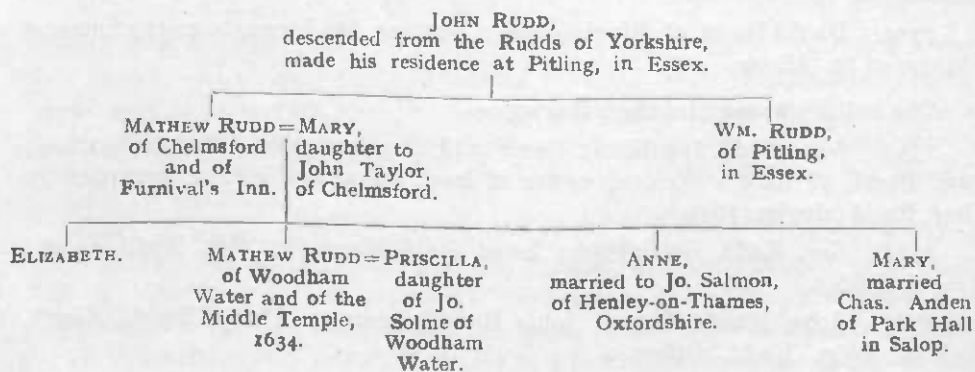 JOHN RUDD,
descended from the Rudds of Yorkshire,
made his residence at Pitling, in Essex.
MATHEW RUDD = MARY,
of Chelmsford daughter to
and of John Taylor,
Furnival's Inn. of Chelmsford.
WM. RUDD,
of Pitling,
in Essex.
ELIZABETH.
MATHEW RUDD = PRISCILLA,
of Woodham daughter
Water and of the of Jo.
Middle Temple, Solme of
1634. Woodham
Water.
ANNE,
married to Jo. Salmon,
of Henley-on-Thames,
Oxfordshire.
MARY,
married
Chas. Anden
of Park Hall
in Salop.